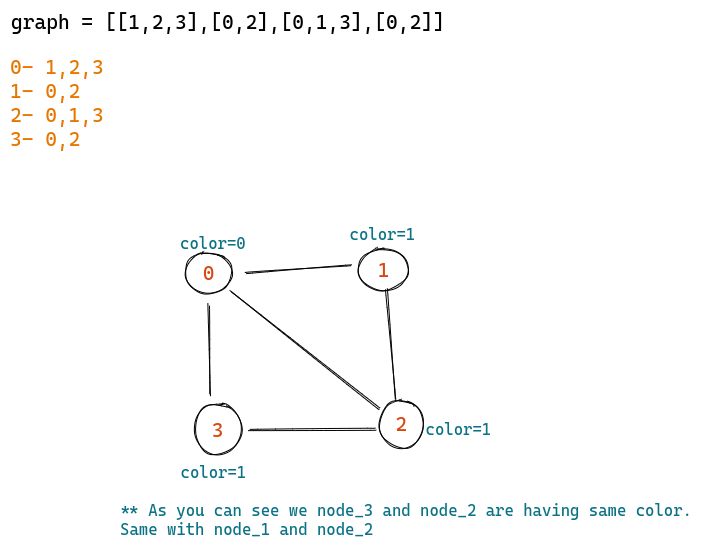 graph = [[1,2,3],[0,2],[0,1,3],[0,2]]
0- 1,2,3
1- 0,2
2- 0,1,3
3- 0,2
color=0
color=1
0
1
3
2
color=1
color=1
** As you can see we node_3 and node_2 are having same color.
Same with node_1 and node_2